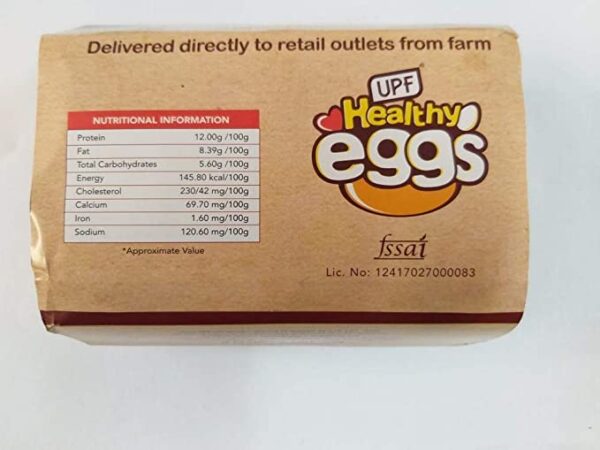 Delivered directly to retail outlets from farm
UPF
Healthy
eggs
NUTRITIONAL INFORMATION
Protein 12.00g /100g
Fat 8.39g /100g
Total Carbohydrates 5.60g /100g
Energy 145.80 kcal/100g
Cholesterol 230/42 mg/100g
Calcium 69.70 mg/100g
Iron 1.60 mg/100g
Sodium 120.60 mg/100g
*Approximate Value
fssai
Lic. No: 12417027000083